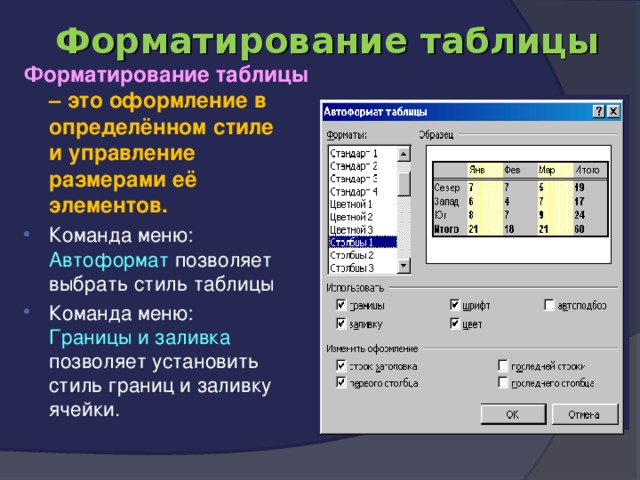 Форматирование таблицы
Форматирование таблицы
– это оформление в
определённом стиле
и управление
размерами её
элементов.
Команда меню:
Автоформат позволяет
выбрать стиль таблицы
Команда меню:
Границы и заливка
позволяет установить
стиль границ и заливку
ячейки.
Автоформат таблицы
Форматы:
Стандарт 1
Стандарт 2
Стандарт 3
Стандарт 4
Цветной 1
Цветной 2
Цветной 3
Столбцы 1
Столбцы 2
Столбцы 3
Образец
Янв Фев Мар Итого
Север 7 7 5 19
Запад 6 4 7 17
Юг 8 7 9 24
Итого 21 18 21 60
Использовать
границы шрифт автоподбор
заливку цвет
Изменить оформление
строк заголовка последней строки
первого столбца последнего столбца
ОК Отмена